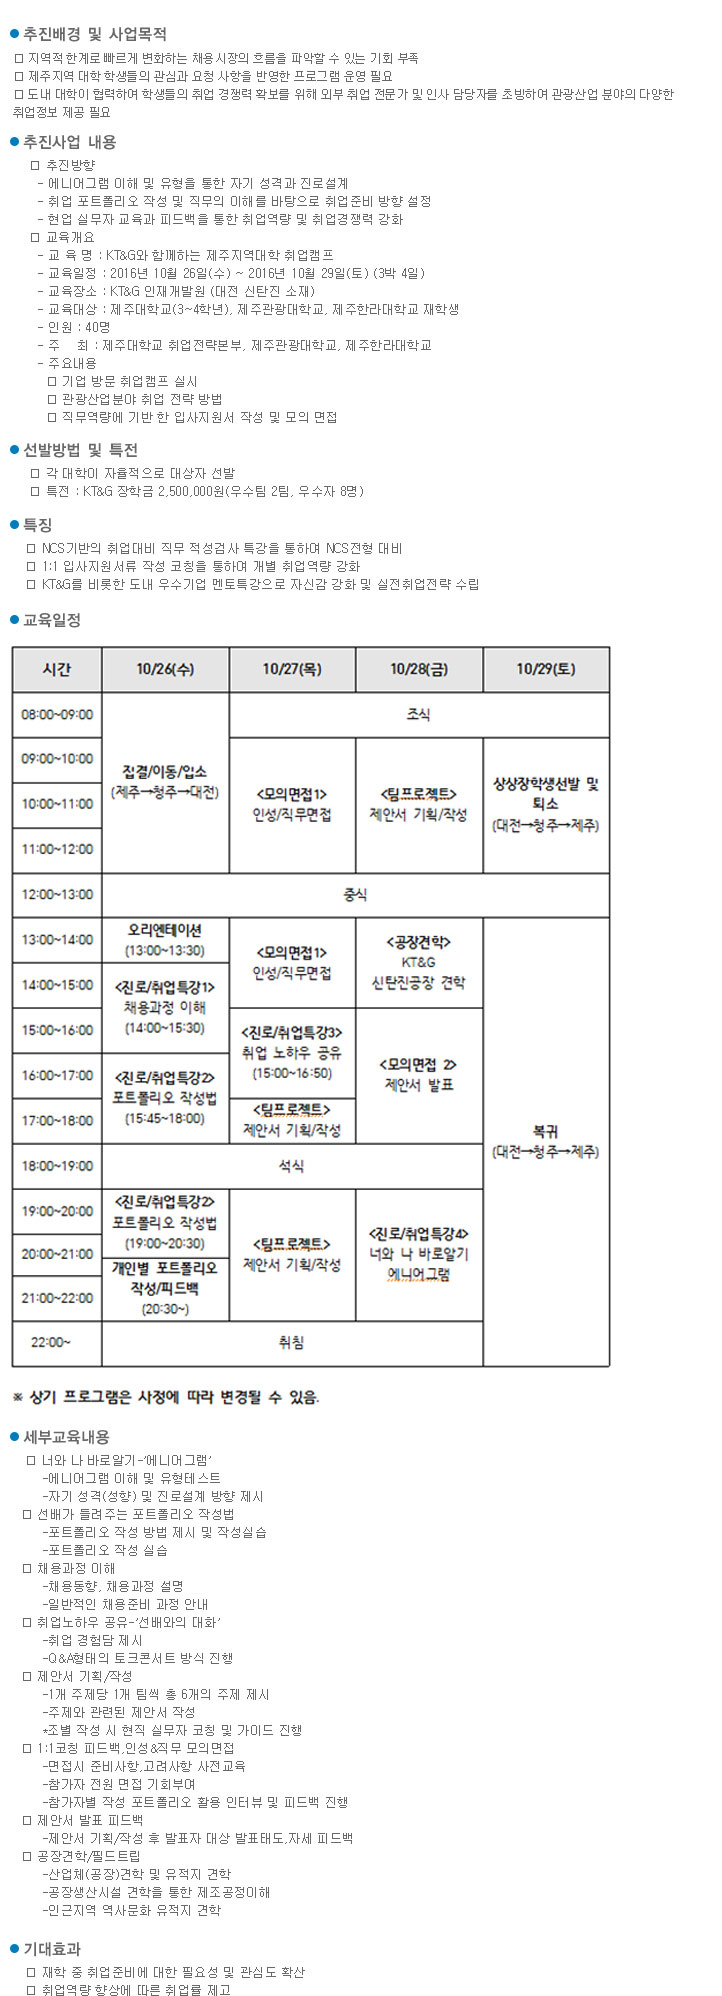 ● 추진배경 및 사업목적
□ 지역적 한계로 빠르게 변화하는 채용시장의 흐름을 파악할 수 있는 기회 부족
□ 제주지역 대학 학생들의 관심과 요청 사항을 반영한 프로그램 운영 필요
□ 도내 대학이 협력하여 학생들의 취업 경쟁력 확보를 위해 외부 취업 전문가 및 인사 담당자를 초빙하여 관광산업 분야의 다양한
취업정보 제공 필요
● 추진사업 내용
□ 추진방향
- 에니어그램 이해 및 유형을 통한 자기 성격과 진로설계
- 취업 포트폴리오 작성 및 직무의 이해를 바탕으로 취업준비 방향 설정
- 현업 실무자 교육과 피드백을 통한 취업역량 및 취업경쟁력 강화
□ 교육개요
- 교 육 명 : KT&G와 함께하는 제주지역대학 취업캠프
- 교육일정 : 2016년 10월 26일(수) ~ 2016년 10월 29일(토) (3박 4일)
- 교육장소 : KT&G 인재개발원 (대전 신탄진 소재)
- 교육대상 : 제주대학교(3~4학년), 제주관광대학교, 제주한라대학교 재학생
- 인원 : 40명
- 주 최 : 제주대학교 취업전략본부, 제주관광대학교, 제주한라대학교
- 주요내용
□ 기업 방문 취업캠프 실시
□ 관광산업분야 취업 전략 방법
□ 직무역량에 기반 한 입사지원서 작성 및 모의 면접
● 선발방법 및 특전
□ 각 대학이 자율적으로 대상자 선발
□ 특전 : KT&G 장학금 2,500,000원(우수팀 2팀, 우수자 8명)
● 특징
□ NCS기반의 취업대비 직무 적성검사 특강을 통하여 NCS전형 대비
□ 1:1 입사지원서류 작성 코칭을 통하여 개별 취업역량 강화
□ KT&G를 비롯한 도내 우수기업 멘토특강으로 자신감 강화 및 실전취업전략 수립
● 교육일정
시간 10/26(수) 10/27(목) 10/28(금) 10/29(토)
08:00~09:00 조식
09:00~10:00
10:00~11:00
11:00~12:00
집결/이동/입소
(제주→청주→대전)
<모의면접1>
인성/직무면접
<팀프로젝트>
제안서 기획/작성
상상장학생선발 및
퇴소
(대전→청주→제주)
12:00~13:00 중식
13:00~14:00
14:00~15:00
15:00~16:00
16:00~17:00
17:00~18:00
오리엔테이션
(13:00~13:30)
<진로/취업특강1>
채용과정 이해
(14:00~15:30)
<진로/취업특강2>
포트폴리오 작성법
(15:45~18:00)
<모의면접1>
인성/직무면접
<진로/취업특강3>
취업 노하우 공유
(15:00~16:50)
<팀프로젝트>
제안서 기획/작성
<공장견학>
KT&G
신탄진공장 견학
<모의면접 2>
제안서 발표
복귀
(대전→청주→제주)
18:00~19:00 석식
19:00~20:00
20:00~21:00
21:00~22:00
<진로/취업특강2>
포트폴리오 작성법
(19:00~20:30)
개인별 포트폴리오
작성/피드백
(20:30~)
<팀프로젝트>
제안서 기획/작성
<진로/취업특강4>
너와 나 바로알기
에니어그램
22:00~ 취침
※ 상기 프로그램은 사정에 따라 변경될 수 있음.
● 세부교육내용
□ 너와 나 바로알기-‘에니어그램’
-에니어그램 이해 및 유형테스트
-자기 성격(성향) 및 진로설계 방향 제시
□ 선배가 들려주는 포트폴리오 작성법
-포트폴리오 작성 방법 제시 및 작성실습
-포트폴리오 작성 실습
□ 채용과정 이해
-채용동향, 채용과정 설명
-일반적인 채용준비 과정 안내
□ 취업노하우 공유-‘선배와의 대화’
-취업 경험담 제시
-Q&A형태의 토크콘서트 방식 진행
□ 제안서 기획/작성
-1개 주제당 1개 팀씩 총 6개의 주제 제시
-주제와 관련된 제안서 작성
*조별 작성 시 현직 실무자 코칭 및 가이드 진행
□ 1:1코칭 피드백,인성&직무 모의면접
-면접시 준비사항,고려사항 사전교육
-참가자 전원 면접 기회부여
-참가자별 작성 포트폴리오 활용 인터뷰 및 피드백 진행
□ 제안서 발표 피드백
-제안서 기획/작성 후 발표자 대상 발표태도,자세 피드백
□ 공장견학/필드트립
-산업체(공장)견학 및 유적지 견학
-공장생산시설 견학을 통한 제조공정이해
-인근지역 역사문화 유적지 견학
● 기대효과
□ 재학 중 취업준비에 대한 필요성 및 관심도 확산
□ 취업역량 향상에 따른 취업률 제고